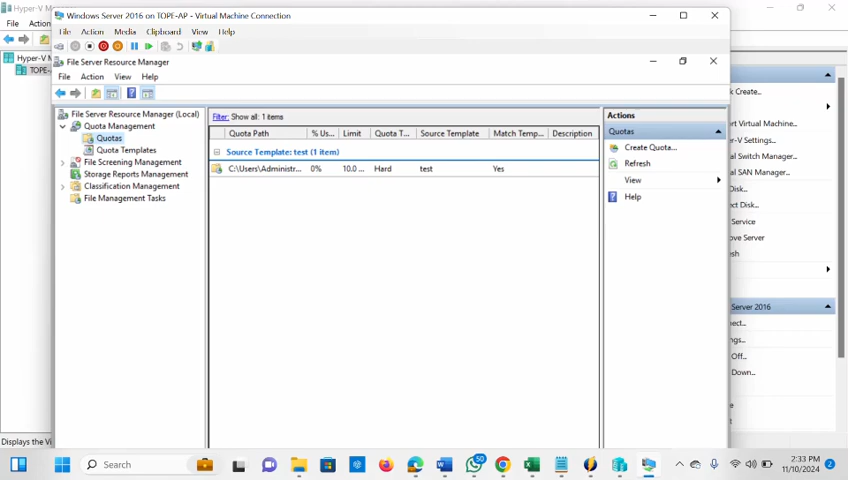 Hyper-V M
Windows Server 2016 on TOPE-AP - Virtual Machine Connection
File
Action
File Action Media Clipboard View Help
Hyper-V M
TOPE-
File Server Resource Manager
File Action View Help
File Server Resource Manager (Local)
Quota Management
Quotas
Quota Templates
File Screening Management
Storage Reports Management
Classification Management
File Management Tasks
Filter: Show all: 1 items
Quota Path % Us... Limit Quota T... Source Template Match Temp... Description
Source Template: test (1 item)
C:\Users\Administr... 0% 10.0 ... Hard test Yes
Actions
Quotas
Create Quota...
Refresh
View
Help
k Create...
ort Virtual Machine...
r-V Settings...
al Switch Manager...
al SAN Manager...
Disk...
ect Disk...
Service
ove Server
esh
Server 2016
ect...
ngs...
Off...
Down...
Displays the Vi
Search
50
2:33 PM
11/10/2024
2